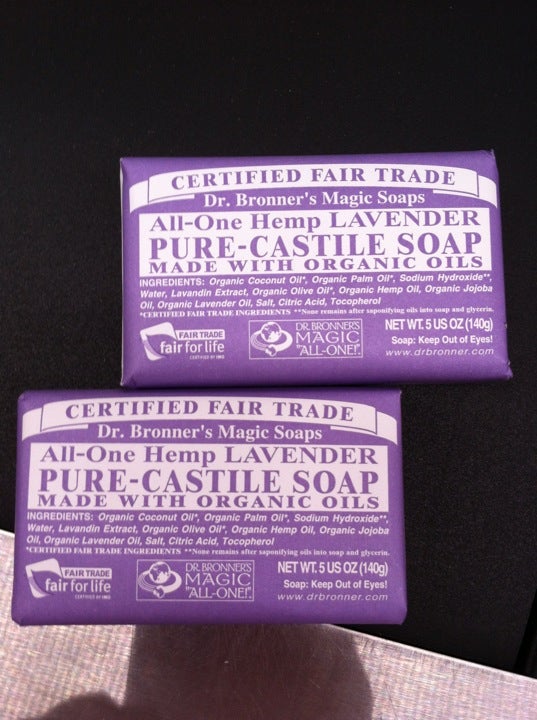 CERTIFIED FAIR TRADE
Dr. Bronner's Magic Soaps
All-One Hemp LAVENDER
PURE-CASTILE SOAP
MADE WITH ORGANIC OILS
INGREDIENTS: Organic Coconut Oil*, Organic Palm Oil*, Sodium Hydroxide**,
Water, Lavandin Extract, Organic Olive Oil*, Organic Hemp Oil, Organic Jojoba
Oil, Organic Lavender Oil, Salt, Citric Acid, Tocopherol
*CERTIFIED FAIR TRADE INGREDIENTS **None remains after saponifying oils into soap and glycerin.
FAIR TRADE
fair for life
CERTIFIED BY IMO
DR. BRONNER'S
MAGIC
"ALL-ONE!"
NET WT. 5 US OZ (140g)
Soap: Keep Out of Eyes!
www.drbronner.com
CERTIFIED FAIR TRADE
Dr. Bronner's Magic Soaps
All-One Hemp LAVENDER
PURE-CASTILE SOAP
MADE WITH ORGANIC OILS
INGREDIENTS: Organic Coconut Oil*, Organic Palm Oil*, Sodium Hydroxide**,
Water, Lavandin Extract, Organic Olive Oil*, Organic Hemp Oil, Organic Jojoba
Oil, Organic Lavender Oil, Salt, Citric Acid, Tocopherol
*CERTIFIED FAIR TRADE INGREDIENTS **None remains after saponifying oils into soap and glycerin.
FAIR TRADE
fair for life
CERTIFIED BY IMO
DR. BRONNER'S
MAGIC
"ALL-ONE!"
NET WT. 5 US OZ (140g)
Soap: Keep Out of Eyes!
www.drbronner.com